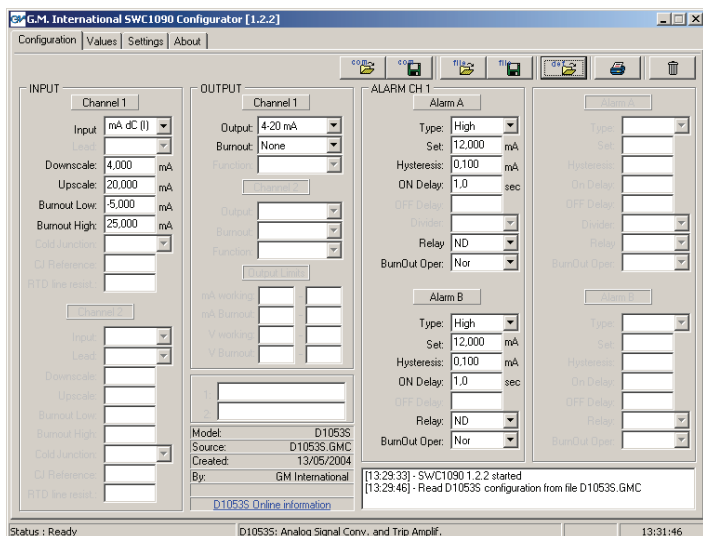 G.M. International SWC1090 Configurator [1.2.2]
Configuration Values Settings About
com com file file dev
INPUT
Channel 1
Input mA dC (I)
Lead:
Downscale: 4,000 mA
Upscale: 20,000 mA
Burnout Low: -5,000 mA
Burnout High: 25,000 mA
Cold Junction:
CJ Reference:
RTD line resist.:
Channel 2
Input:
Lead:
Downscale:
Upscale:
Burnout Low:
Burnout High:
Cold Junction:
CJ Reference:
RTD line resist.:
OUTPUT
Channel 1
Output: 4-20 mA
Burnout: None
Function:
Channel 2
Output:
Burnout:
Function:
Output Limits
mA working -
mA Burnout -
V working -
V Burnout -
1:
2:
Model: D1053S
Source: D1053S.GMC
Created: 13/05/2004
By: GM International
D1053S Online information
ALARM CH 1
Alarm A
Type: High
Set: 12,000 mA
Hysteresis: 0,100 mA
ON Delay: 1,0 sec
OFF Delay:
Divider:
Relay ND
BurnOut Oper: Nor
Alarm B
Type: High
Set: 12,000 mA
Hysteresis: 0,100 mA
ON Delay: 1,0 sec
OFF Delay:
Relay: ND
BurnOut Oper: Nor
Alarm A
Type:
Set:
Hysteresis:
On Delay:
OFF Delay:
Divider:
Relay
BurnOut Oper:
Alarm B
Type:
Set:
Hysteresis:
On Delay:
OFF Delay:
Relay:
BurnOut Oper:
[13:29:33] - SWC1090 1.2.2 started
[13:29:46] - Read D1053S configuration from file D1053S.GMC
Status : Ready D1053S: Analog Signal Conv. and Trip Amplif. 13:31:46